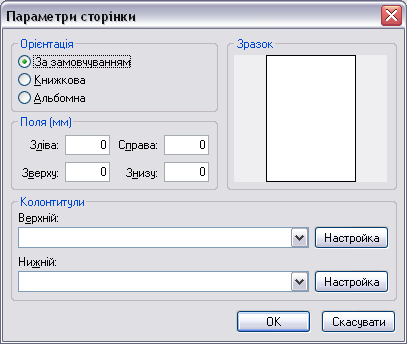 Параметри сторінки
Орієнтація
За замовчуванням
Книжкова
Альбомна
Зразок
Поля (мм)
Зліва: 0 Справа: 0
Зверху: 0 Знизу: 0
Колонтитули
Верхній:
Настройка
Нижній:
Настройка
OK Скасувати